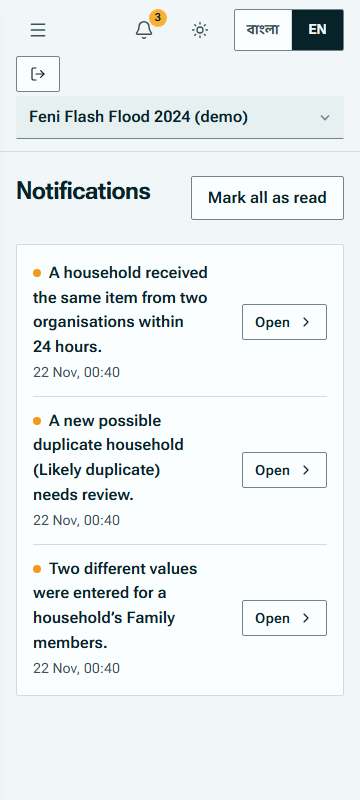 3
বাংলা
EN
Feni Flash Flood 2024 (demo)
Notifications
Mark all as read
A household received
the same item from two
organisations within
24 hours.
22 Nov, 00:40
Open
A new possible
duplicate household
(Likely duplicate)
needs review.
22 Nov, 00:40
Open
Two different values
were entered for a
household’s Family
members.
22 Nov, 00:40
Open